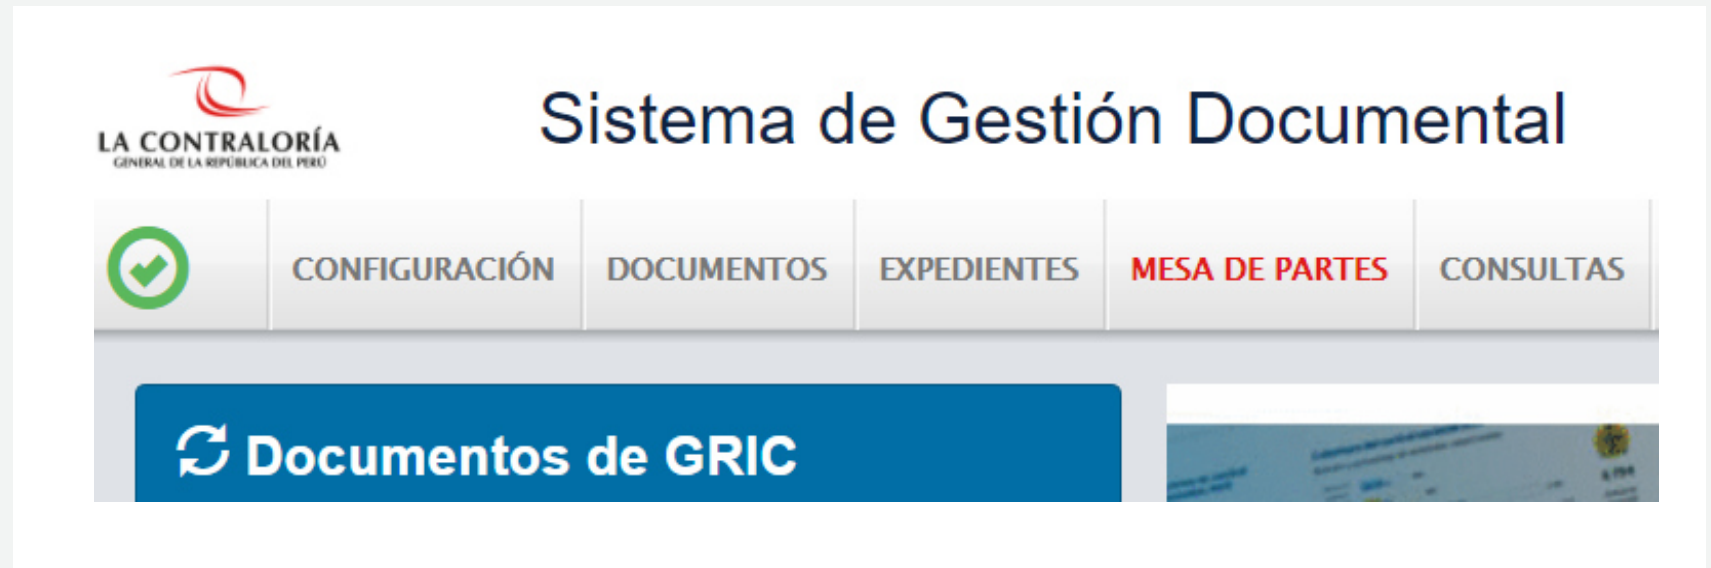 LA CONTRALORÍA
GENERAL DE LA REPÚBLICA DEL PERÚ
Sistema de Gestión Documental
CONFIGURACIÓN DOCUMENTOS EXPEDIENTES MESA DE PARTES CONSULTAS
Documentos de GRIC